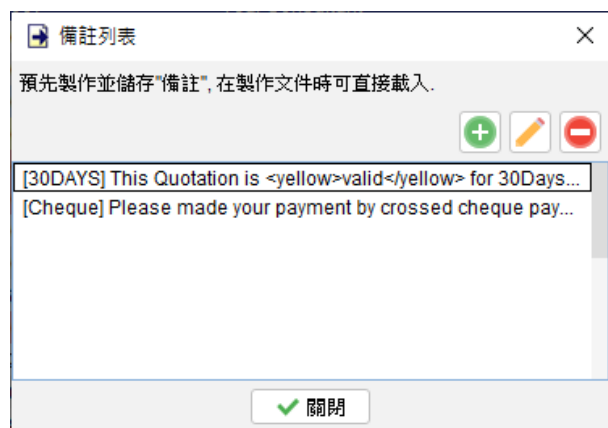 備註列表
預先製作並儲存"備註", 在製作文件時可直接載入.
[30DAYS] This Quotation is <yellow>valid</yellow> for 30Days...
[Cheque] Please made your payment by crossed cheque pay...
關閉